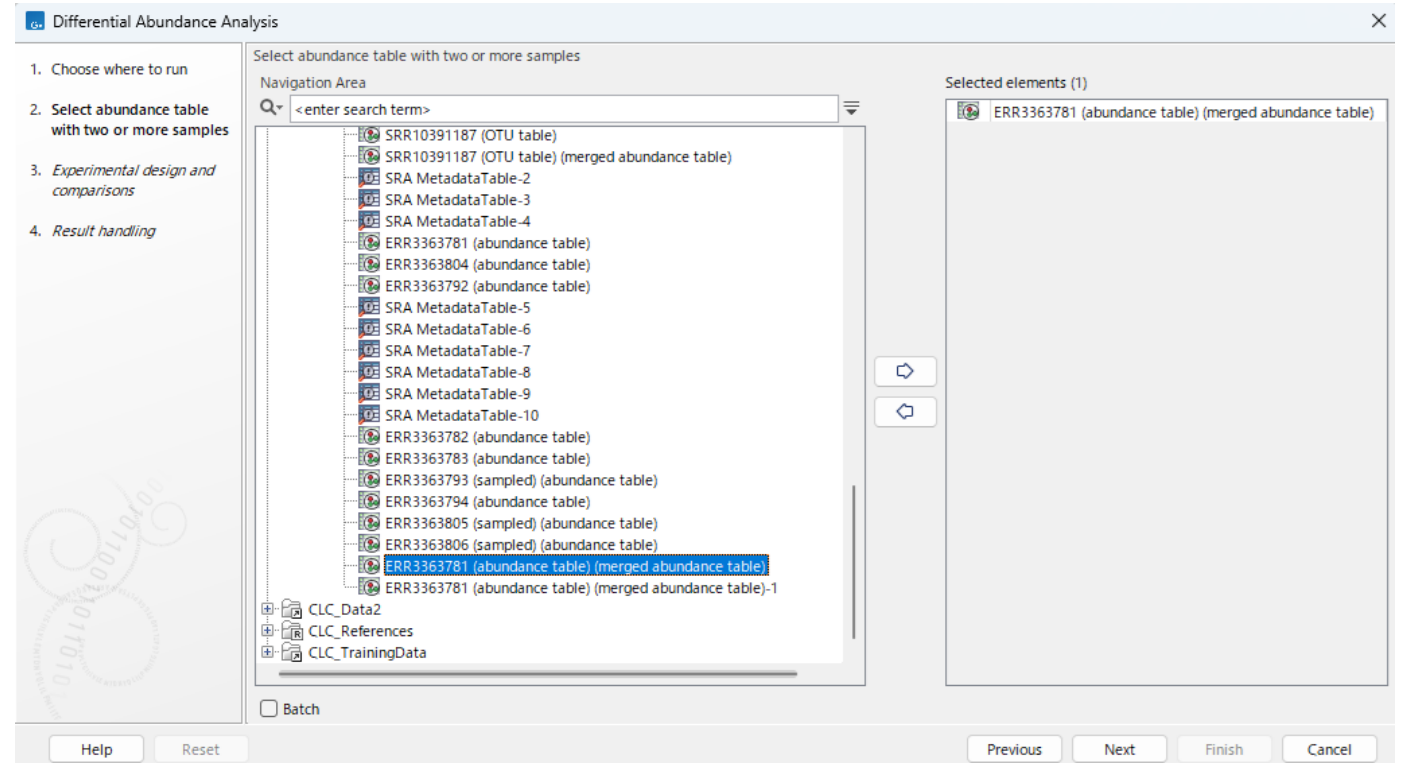 Differential Abundance Analysis
1. Choose where to run
2. Select abundance table
with two or more samples
3. Experimental design and
comparisons
4. Result handling
Select abundance table with two or more samples
Navigation Area
<enter search term>
SRR10391187 (OTU table)
SRR10391187 (OTU table) (merged abundance table)
SRA MetadataTable-2
SRA MetadataTable-3
SRA MetadataTable-4
ERR3363781 (abundance table)
ERR3363804 (abundance table)
ERR3363792 (abundance table)
SRA MetadataTable-5
SRA MetadataTable-6
SRA MetadataTable-7
SRA MetadataTable-8
SRA MetadataTable-9
SRA MetadataTable-10
ERR3363782 (abundance table)
ERR3363783 (abundance table)
ERR3363793 (sampled) (abundance table)
ERR3363794 (abundance table)
ERR3363805 (sampled) (abundance table)
ERR3363806 (sampled) (abundance table)
ERR3363781 (abundance table) (merged abundance table)
ERR3363781 (abundance table) (merged abundance table)-1
CLC_Data2
CLC_References
CLC_TrainingData
Batch
Selected elements (1)
ERR3363781 (abundance table) (merged abundance table)
Help
Reset
Previous
Next
Finish
Cancel